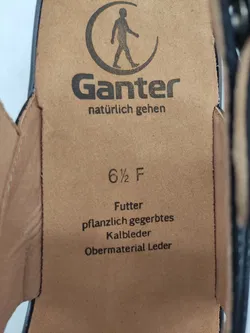 Ganter
natürlich gehen
6½ F
Futter
pflanzlich gegerbtes
Kalbleder
Obermaterial Leder